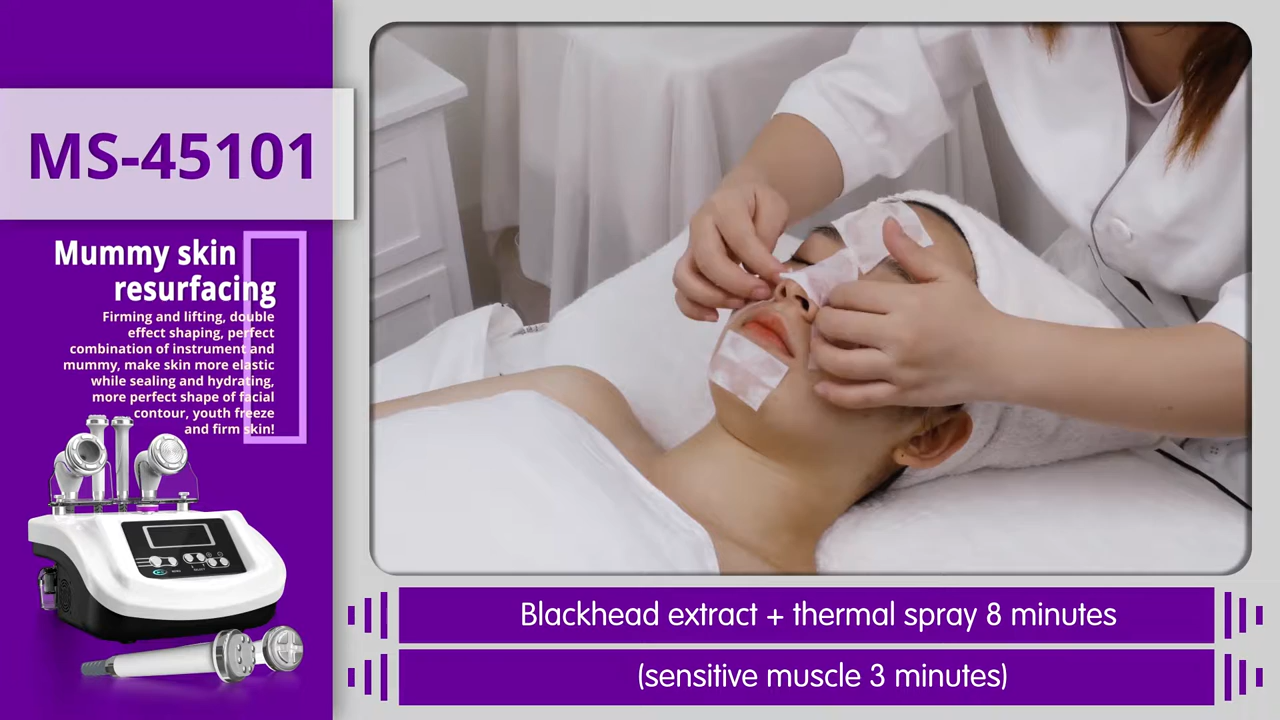 MS-45101
Mummy skin
resurfacing
Firming and lifting, double
effect shaping, perfect
combination of instrument and
mummy, make skin more elastic
while sealing and hydrating,
more perfect shape of facial
contour, youth freeze
and firm skin!
Blackhead extract + thermal spray 8 minutes
(sensitive muscle 3 minutes)